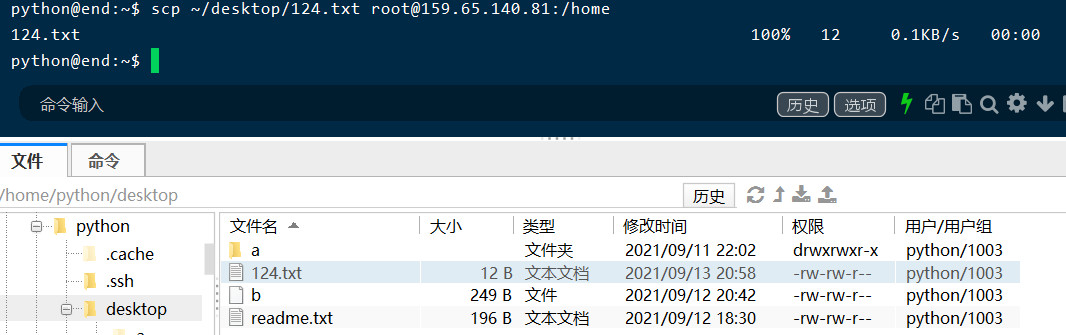 python@end:~$ scp ~/desktop/124.txt root@159.65.140.81:/home
124.txt 100% 12 0.1KB/s 00:00
python@end:~$
命令输入 历史 选项
文件 命令
/home/python/desktop 历史
python
.cache
.ssh
desktop
文件名 大小 类型 修改时间 权限 用户/用户组
a 文件夹 2021/09/11 22:02 drwxrwxr-x python/1003
124.txt 12 B 文本文档 2021/09/13 20:58 -rw-rw-r-- python/1003
b 249 B 文件 2021/09/12 20:42 -rw-rw-r-- python/1003
readme.txt 196 B 文本文档 2021/09/12 18:30 -rw-rw-r-- python/1003